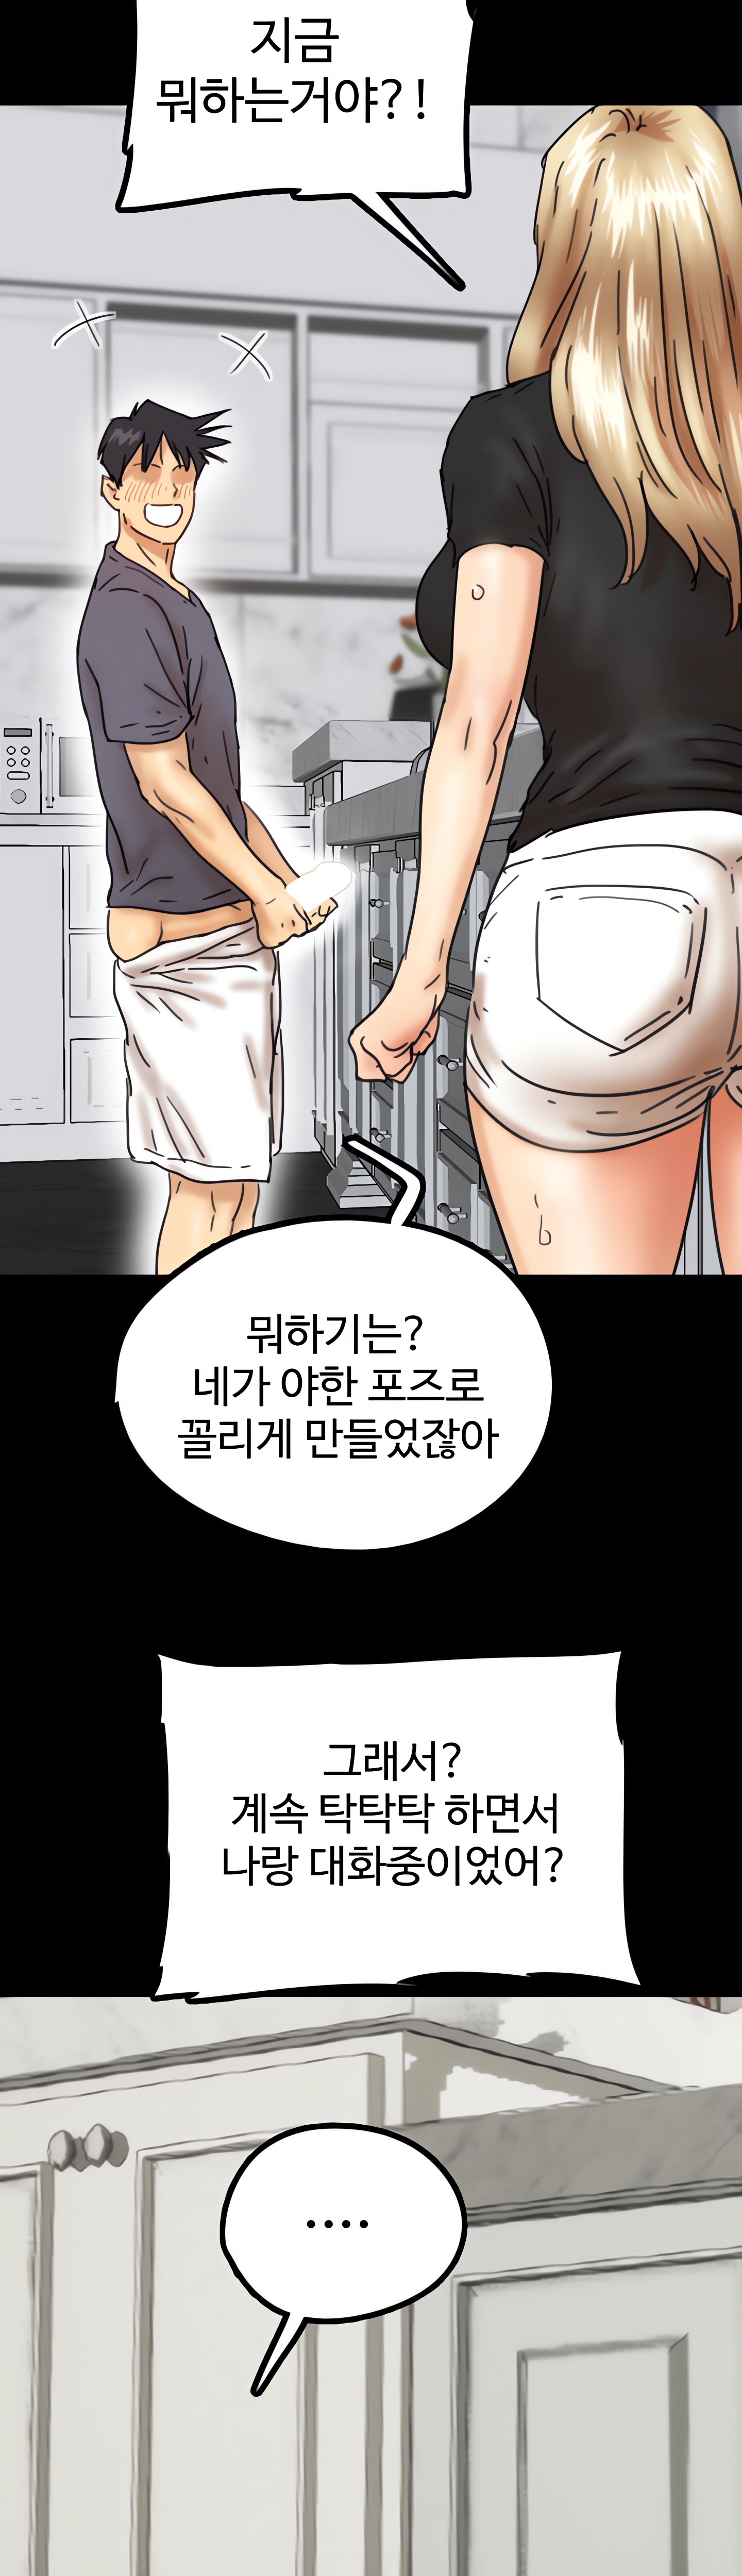 지금
뭐하는거야?!
뭐하기는?
네가 야한 포즈로
꼴리게 만들었잖아
그래서?
계속 탁탁탁 하면서
나랑 대화중이었어?
....